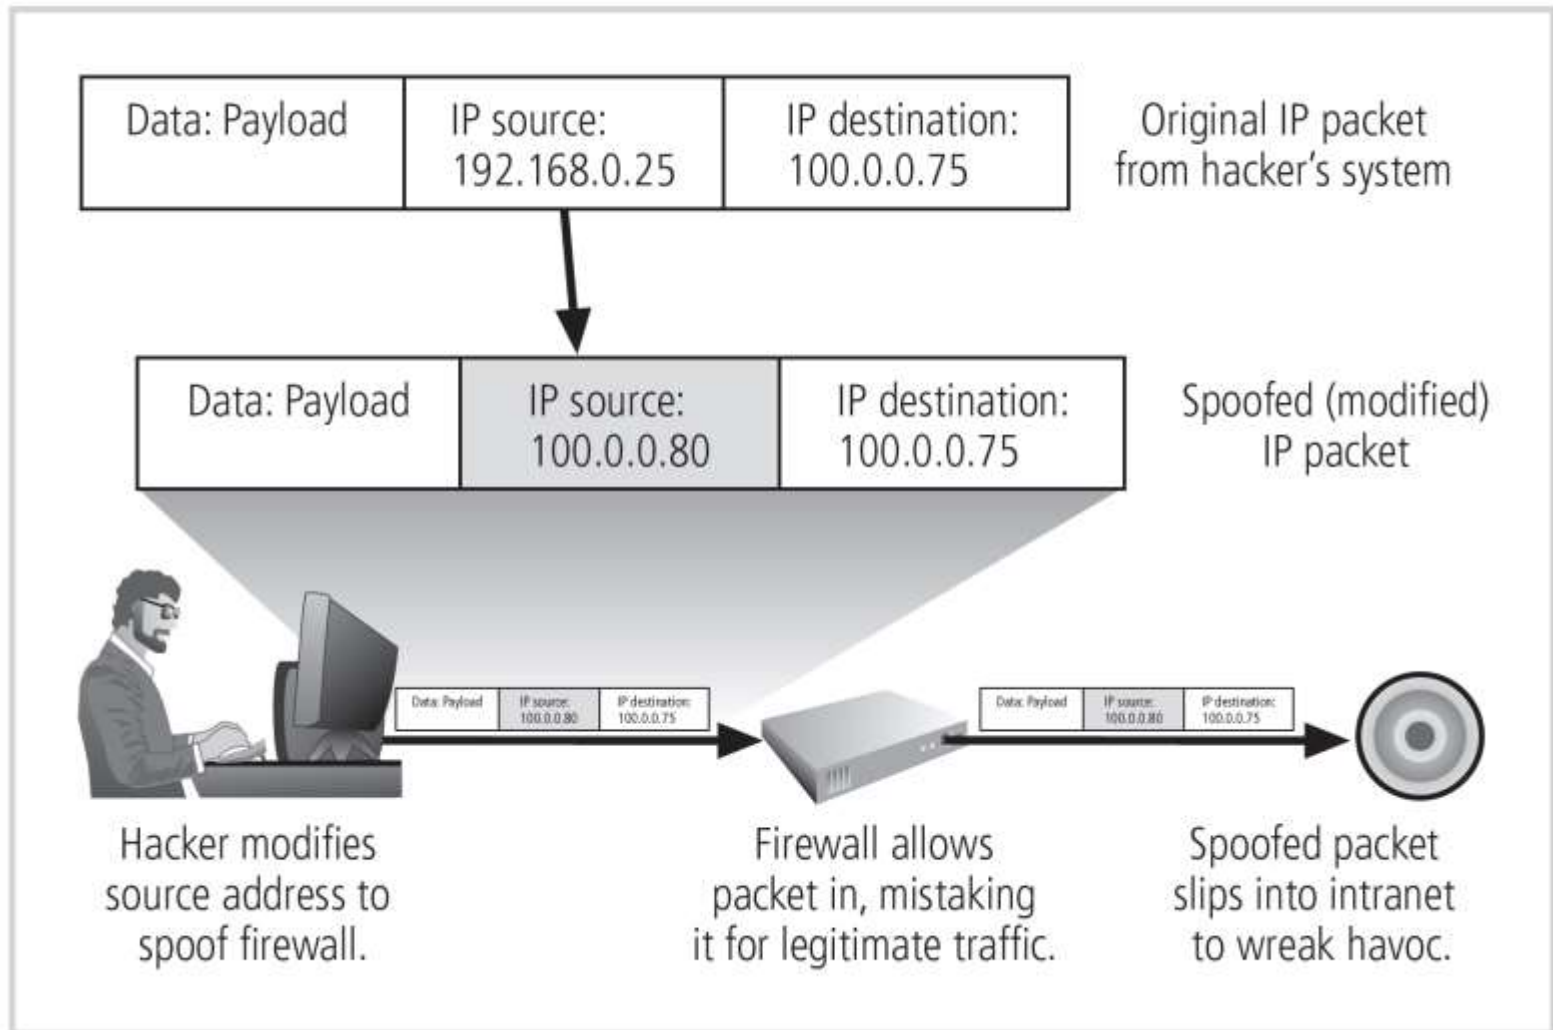 Data: Payload
IP source:
192.168.0.25
IP destination:
100.0.0.75
Original IP packet
from hacker's system
Data: Payload
IP source:
100.0.0.80
IP destination:
100.0.0.75
Spoofed (modified)
IP packet
Data: Payload
IP source:
100.0.0.80
IP destination:
100.0.0.75
Data: Payload
IP source:
100.0.0.80
IP destination:
100.0.0.75
Hacker modifies
source address to
spoof firewall.
Firewall allows
packet in, mistaking
it for legitimate traffic.
Spoofed packet
slips into intranet
to wreak havoc.